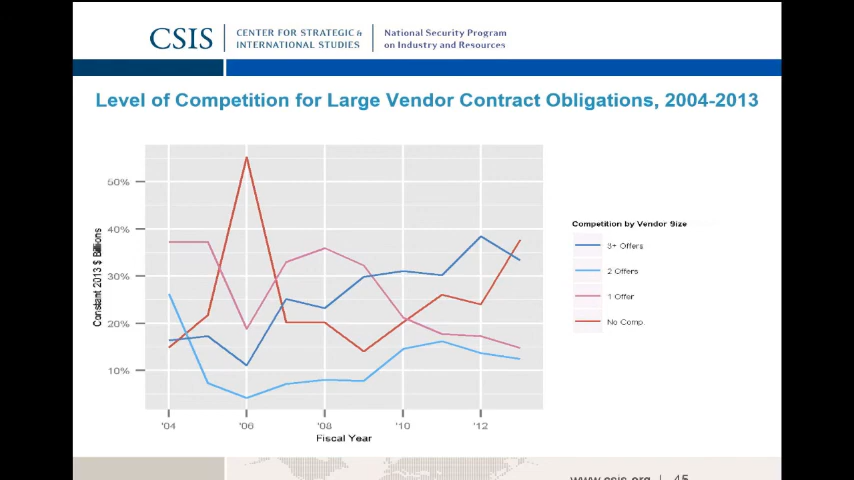 CSIS
CENTER FOR STRATEGIC &
INTERNATIONAL STUDIES
National Security Program
on Industry and Resources
Level of Competition for Large Vendor Contract Obligations, 2004-2013
50%
40%
30%
20%
10%
Constant 2013 $ Billions
'04
'06
'08
'10
'12
Fiscal Year
Competition by Vendor Size
3+ Offers
2 Offers
1 Offer
No Comp.
www.csis.org | 45